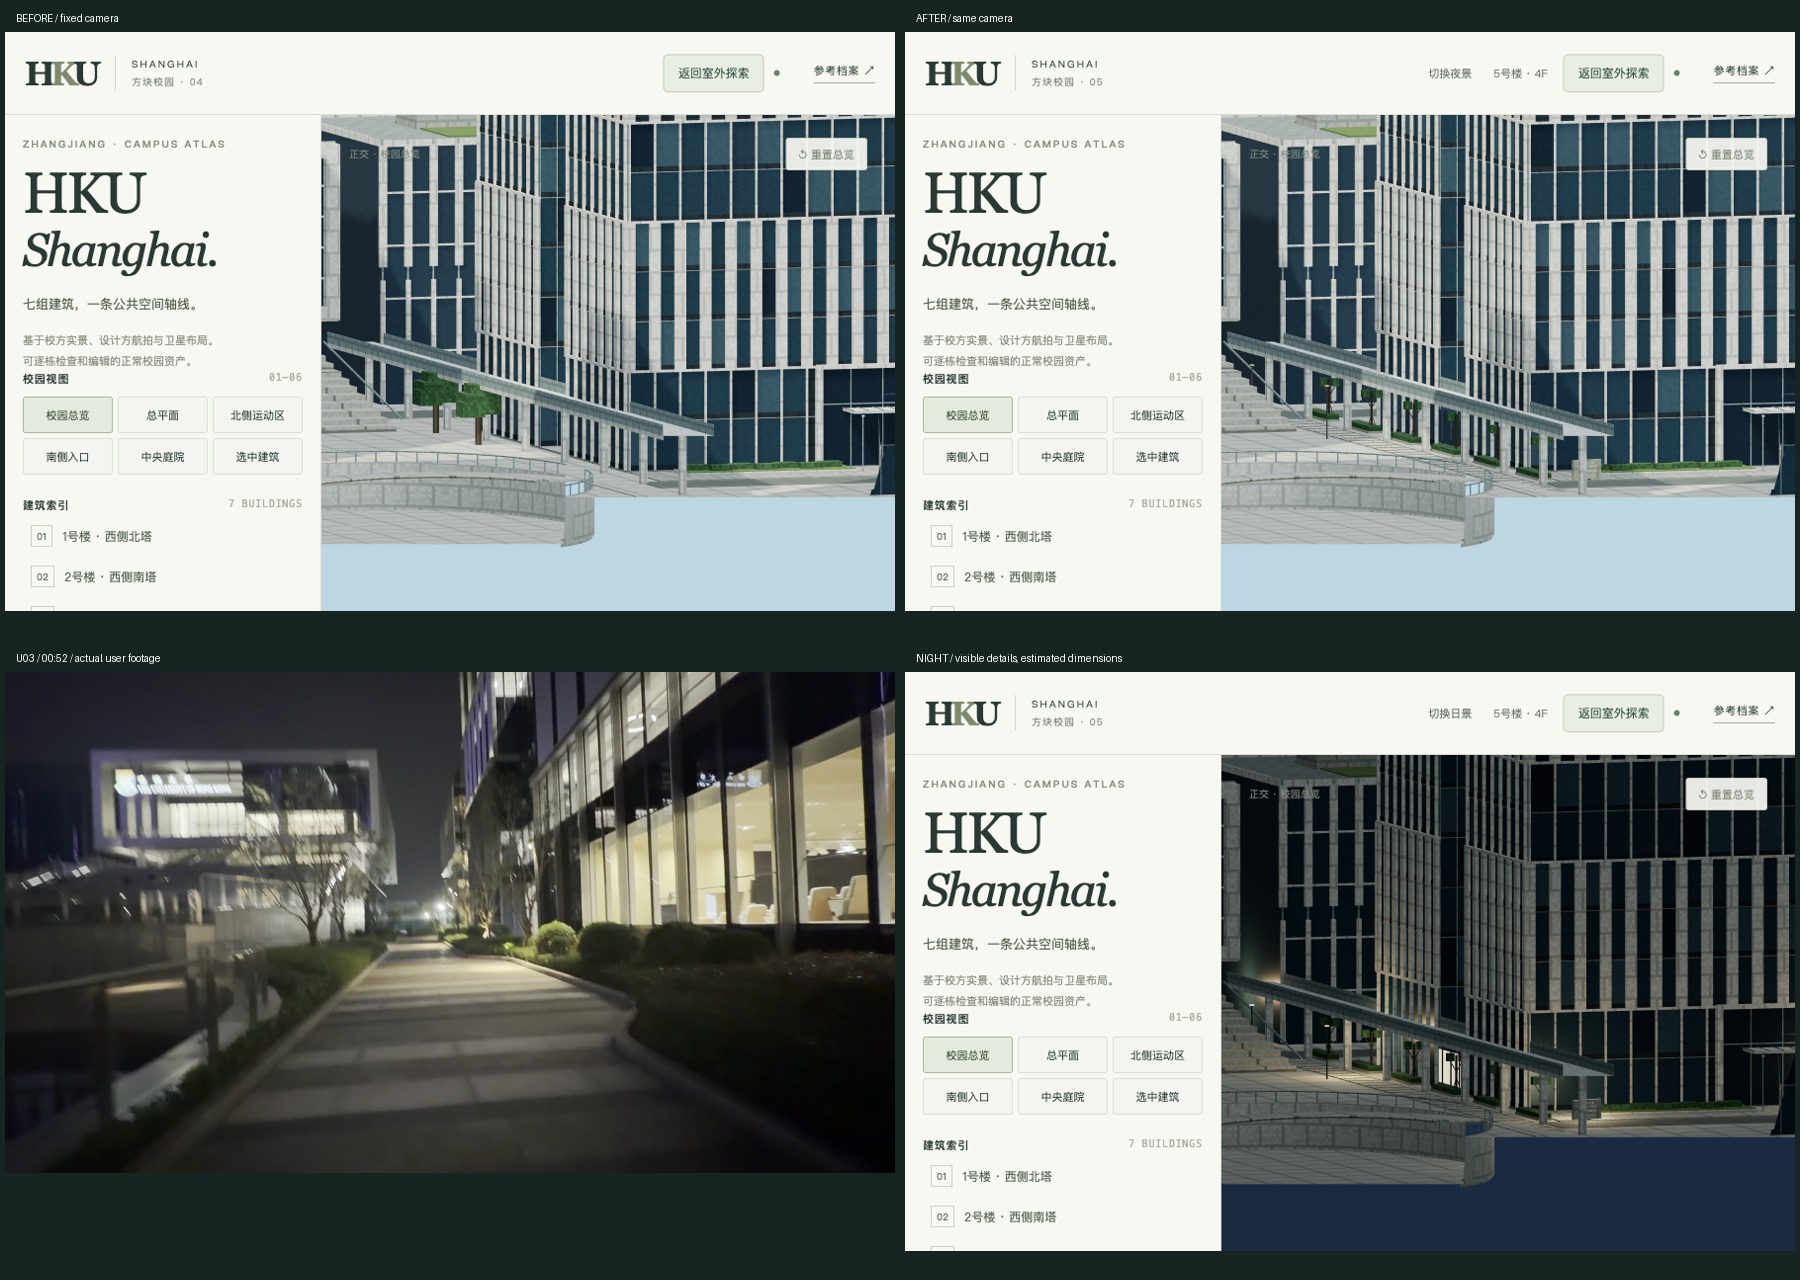 BEFORE / fixed camera
HKU
SHANGHAI
方块校园 · 04
返回室外探索
参考档案 ↗
ZHANGJIANG · CAMPUS ATLAS
HKU
Shanghai.
七组建筑，一条公共空间轴线。
基于校方实景、设计方航拍与卫星布局。
可逐栋检查和编辑的正常校园资产。
校园视图 01—06
校园总览 总平面 北侧运动区
南侧入口 中央庭院 选中建筑
建筑索引 7 BUILDINGS
01 1号楼 · 西侧北塔
02 2号楼 · 西侧南塔
正交 · 校园总览
↺ 重置总览
AFTER / same camera
HKU
SHANGHAI
方块校园 · 05
切换夜景
5号楼 · 4F
返回室外探索
参考档案 ↗
ZHANGJIANG · CAMPUS ATLAS
HKU
Shanghai.
七组建筑，一条公共空间轴线。
基于校方实景、设计方航拍与卫星布局。
可逐栋检查和编辑的正常校园资产。
校园视图 01—06
校园总览 总平面 北侧运动区
南侧入口 中央庭院 选中建筑
建筑索引 7 BUILDINGS
01 1号楼 · 西侧北塔
02 2号楼 · 西侧南塔
正交 · 校园总览
↺ 重置总览
U03 / 00:52 / actual user footage
NIGHT / visible details, estimated dimensions
HKU
SHANGHAI
方块校园 · 05
切换日景
5号楼 · 4F
返回室外探索
参考档案 ↗
ZHANGJIANG · CAMPUS ATLAS
HKU
Shanghai.
七组建筑，一条公共空间轴线。
基于校方实景、设计方航拍与卫星布局。
可逐栋检查和编辑的正常校园资产。
校园视图 01—06
校园总览 总平面 北侧运动区
南侧入口 中央庭院 选中建筑
建筑索引 7 BUILDINGS
01 1号楼 · 西侧北塔
02 2号楼 · 西侧南塔
正交 · 校园总览
↺ 重置总览